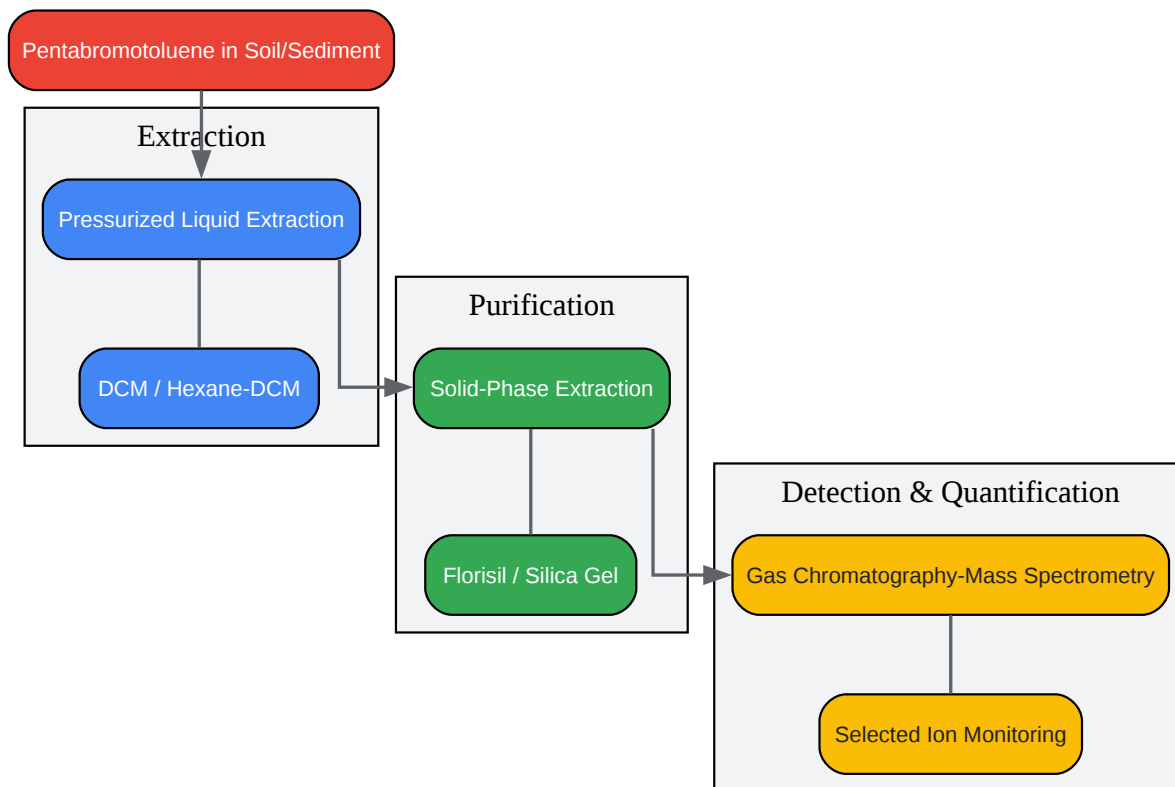 Pentabromotoluene in Soil/Sediment
Extraction
Pressurized Liquid Extraction
DCM / Hexane-DCM
Purification
Solid-Phase Extraction
Florisil / Silica Gel
Detection & Quantification
Gas Chromatography-Mass Spectrometry
Selected Ion Monitoring